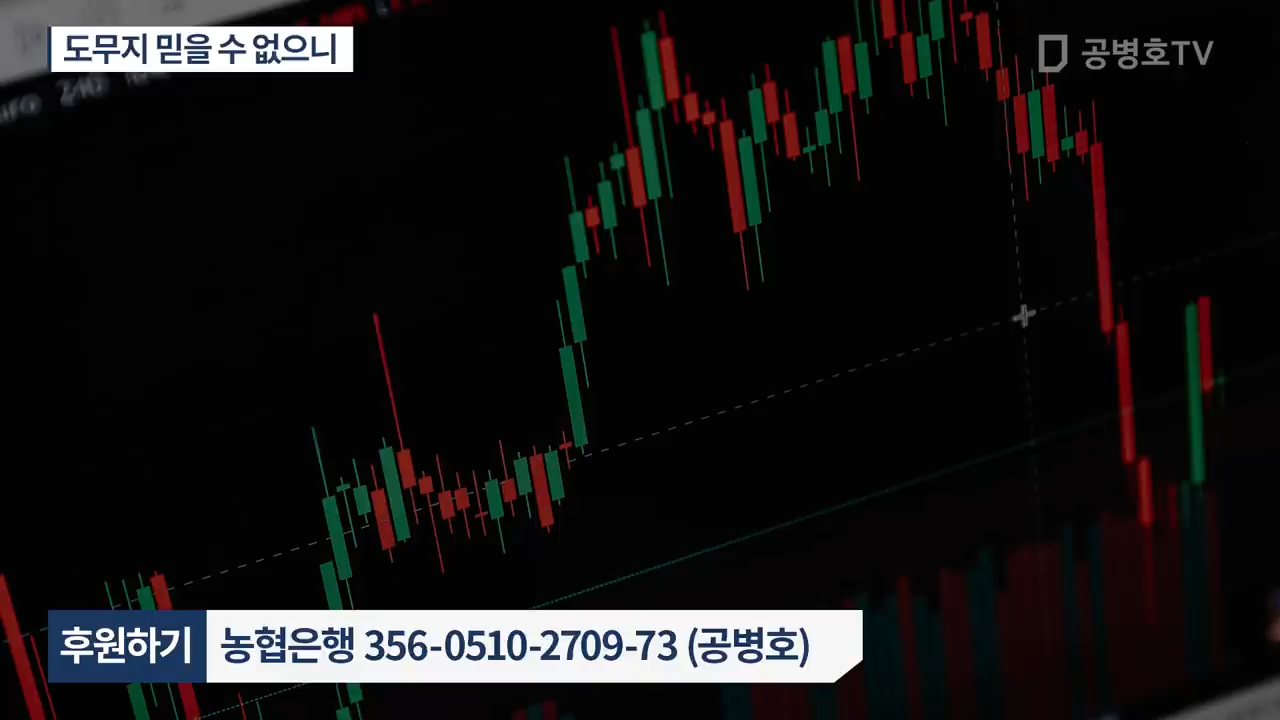 도무지 믿을 수 없으니
공병호TV
후원하기 농협은행 356-0510-2709-73 (공병호)